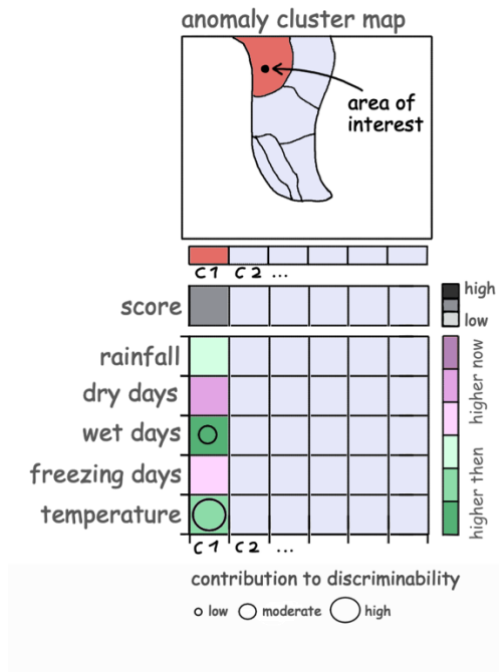 anomaly cluster map
area of
interest
C1 C2 ...
score
high
low
rainfall
dry days
wet days
freezing days
temperature
higher now
higher then
C1 C2 ...
contribution to discriminability
low moderate high